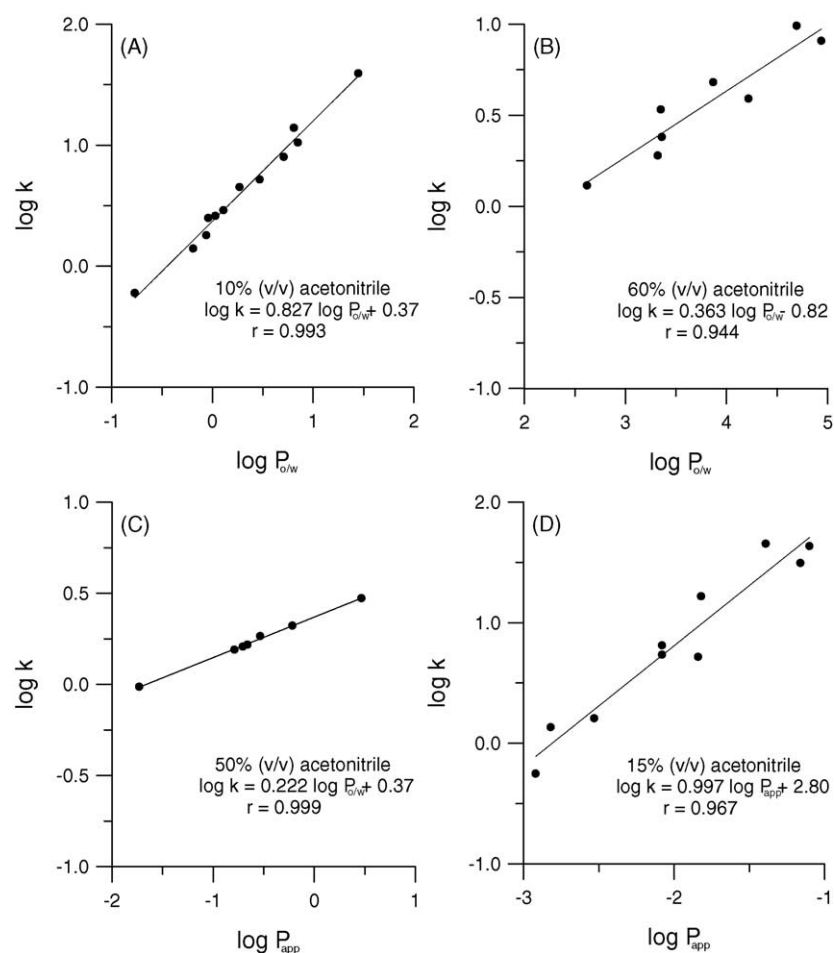 (A)
2.0
1.0
0.0
-1.0
log k
10% (v/v) acetonitrile
log k = 0.827 log Po/w + 0.37
r = 0.993
-1 0 1 2
log Po/w
(B)
1.0
0.5
0.0
-0.5
-1.0
log k
60% (v/v) acetonitrile
log k = 0.363 log Po/w - 0.82
r = 0.944
2 3 4 5
log Po/w
(C)
1.0
0.5
0.0
-0.5
-1.0
log k
50% (v/v) acetonitrile
log k = 0.222 log Po/w + 0.37
r = 0.999
-2 -1 0 1
log Papp
(D)
2.0
1.0
0.0
-1.0
log k
15% (v/v) acetonitrile
log k = 0.997 log Papp + 2.80
r = 0.967
-3 -2 -1
log Papp